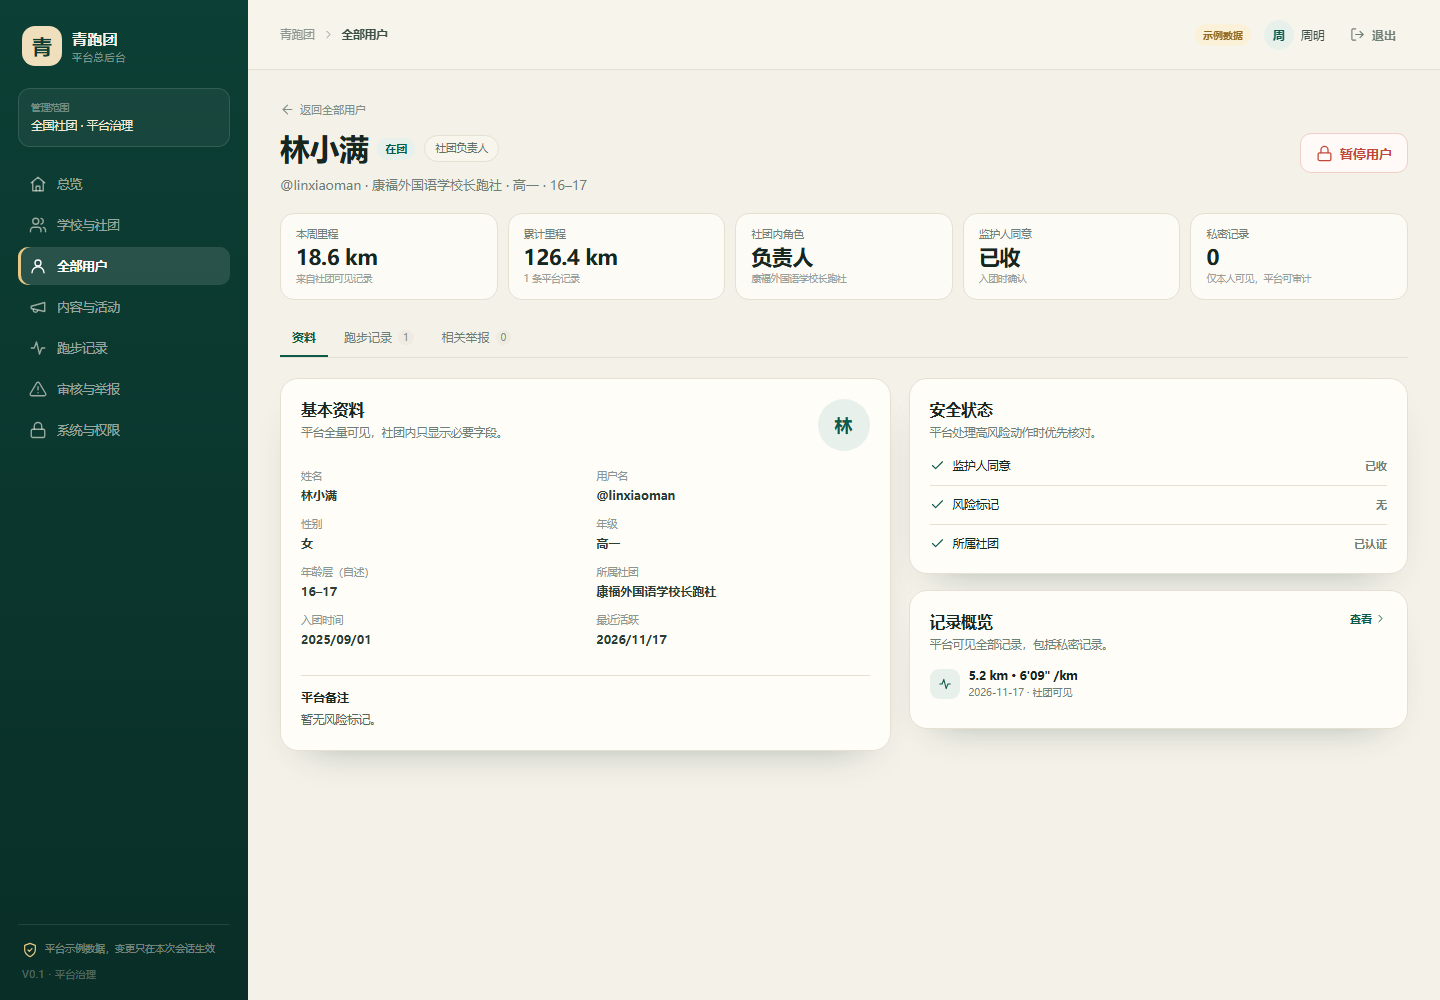 青
青跑团
平台总后台
管理范围
全国社团 · 平台治理
总览
学校与社团
全部用户
内容与活动
跑步记录
审核与举报
系统与权限
平台示例数据，变更只在本次会话生效
V0.1 · 平台治理
青跑团 > 全部用户
示例数据
周
周明
退出
返回全部用户
林小满 在团 社团负责人
@linxiaoman · 康福外国语学校长跑社 · 高一 · 16–17
暂停用户
本周里程
18.6 km
来自社团可见记录
累计里程
126.4 km
1 条平台记录
社团内角色
负责人
康福外国语学校长跑社
监护人同意
已收
入团时确认
私密记录
0
仅本人可见，平台可审计
资料 跑步记录 1 相关举报 0
基本资料
平台全量可见，社团内只显示必要字段。
林
姓名
林小满
用户名
@linxiaoman
性别
女
年级
高一
年龄层（自述）
16–17
所属社团
康福外国语学校长跑社
入团时间
2025/09/01
最近活跃
2026/11/17
平台备注
暂无风险标记。
安全状态
平台处理高风险动作时优先核对。
监护人同意 已收
风险标记 无
所属社团 已认证
记录概览
查看
平台可见全部记录，包括私密记录。
5.2 km • 6'09" /km
2026-11-17 · 社团可见